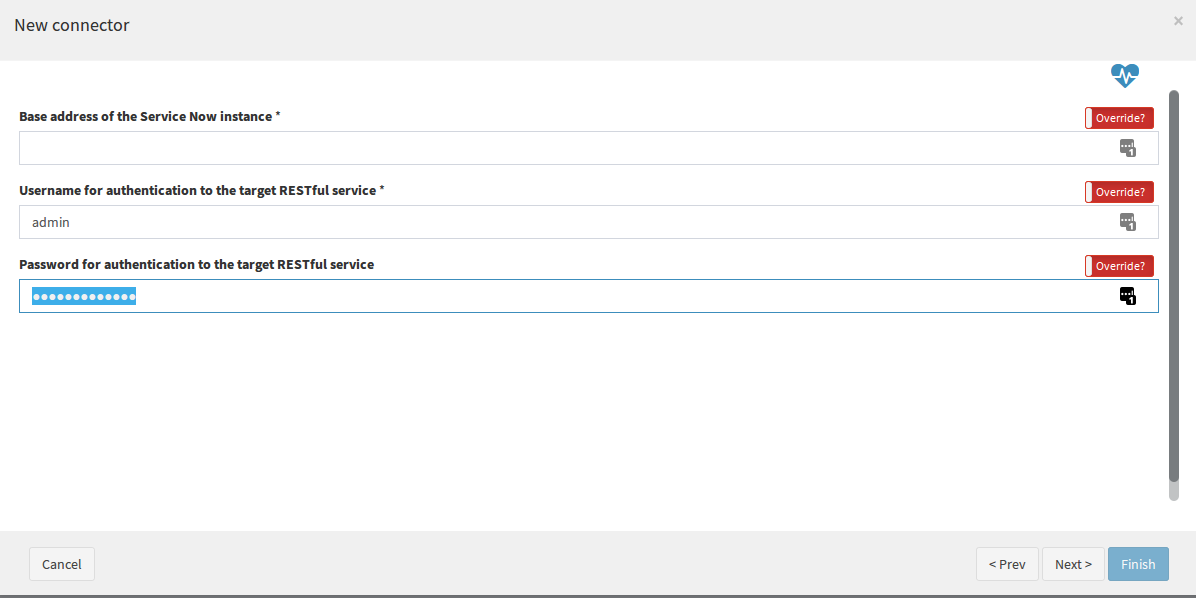 New connector ×
Base address of the Service Now instance *
Override?
Username for authentication to the target RESTful service *
Override?
admin
Password for authentication to the target RESTful service
Override?
•••••••••••••
Cancel
< Prev
Next >
Finish